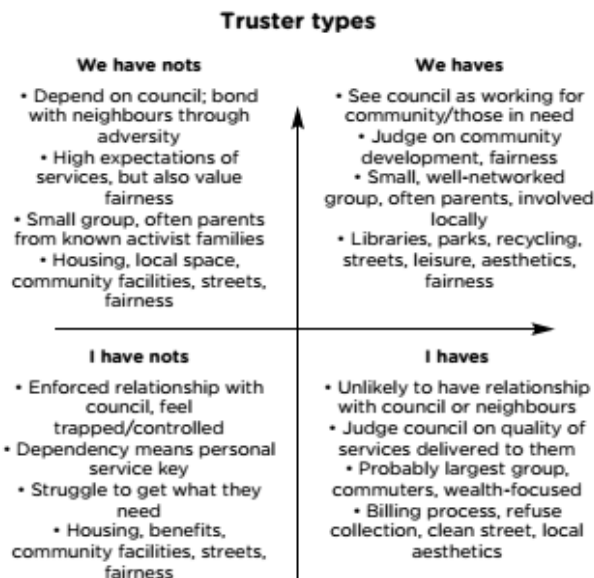 Truster types
We have nots
• Depend on council; bond
with neighbours through
adversity
• High expectations of
services, but also value
fairness
• Small group, often parents
from known activist families
• Housing, local space,
community facilities, streets,
fairness
We haves
• See council as working for
community/those in need
• Judge on community
development, fairness
• Small, well-networked
group, often parents, involved
locally
• Libraries, parks, recycling,
streets, leisure, aesthetics,
fairness
I have nots
• Enforced relationship with
council, feel
trapped/controlled
• Dependency means personal
service key
• Struggle to get what they
need
• Housing, benefits,
community facilities, streets,
fairness
I haves
• Unlikely to have relationship
with council or neighbours
• Judge council on quality of
services delivered to them
• Probably largest group,
commuters, wealth-focused
• Billing process, refuse
collection, clean street, local
aesthetics